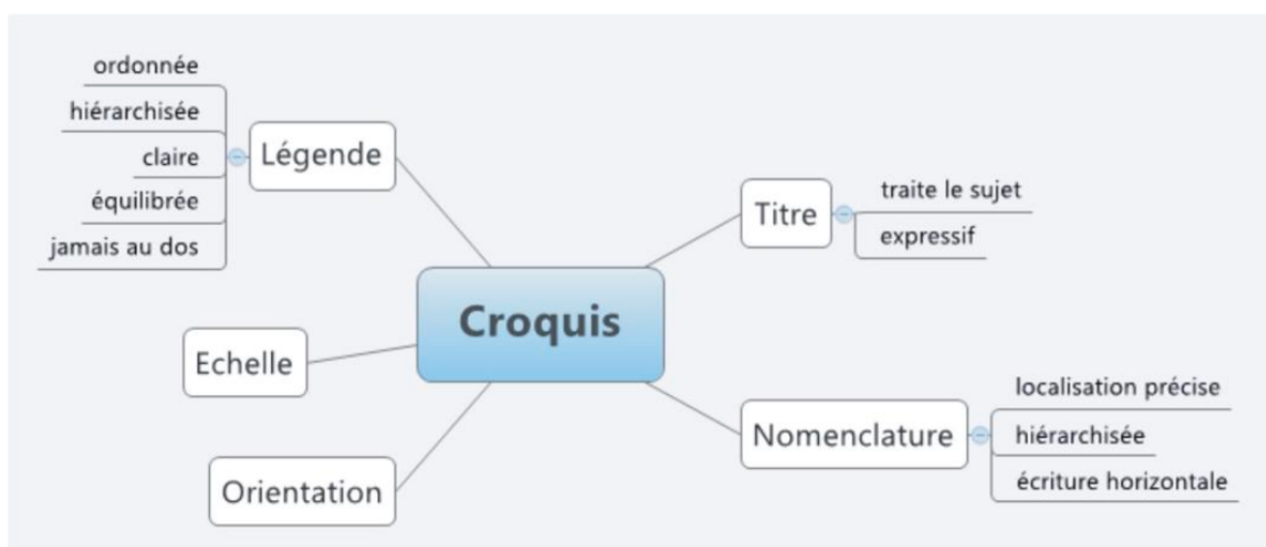 ordonnée
hiérarchisée
claire
équilibrée
jamais au dos
Légende
Titre
traite le sujet
expressif
Croquis
Echelle
Orientation
Nomenclature
localisation précise
hiérarchisée
écriture horizontale